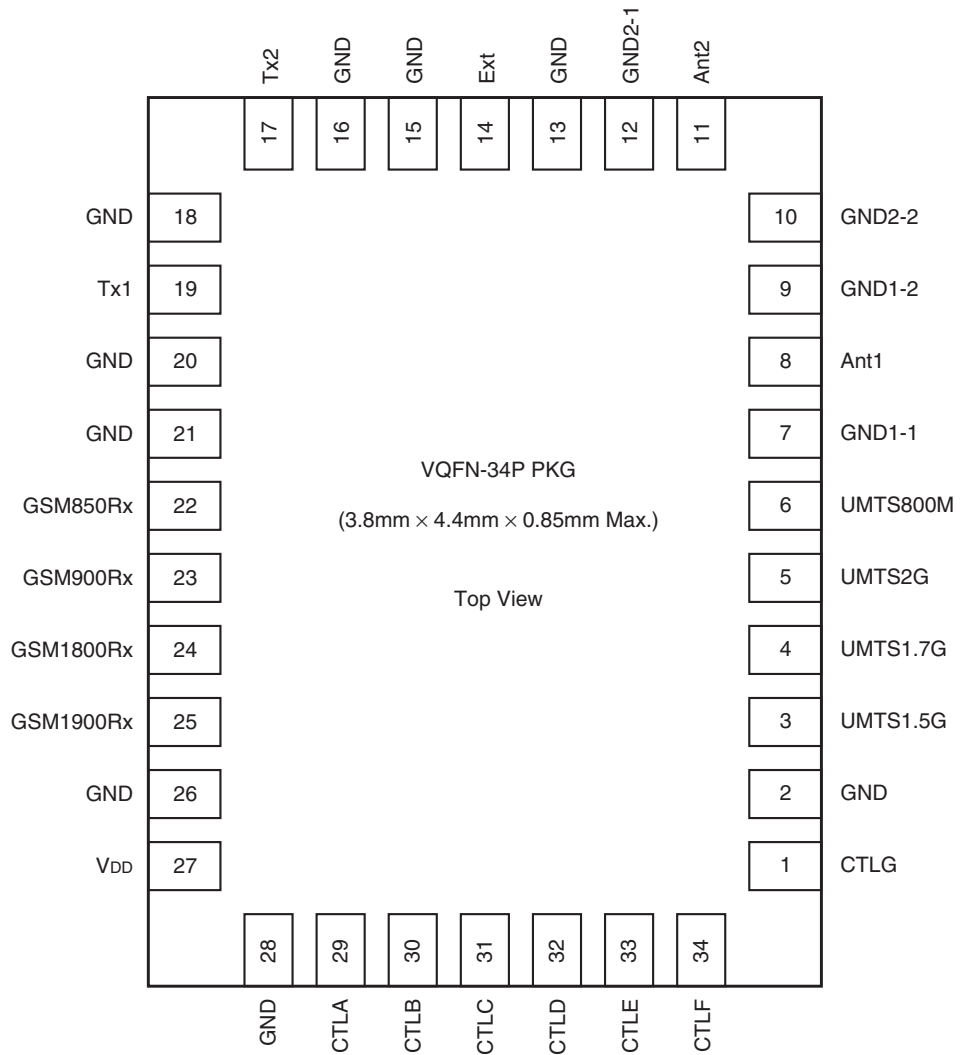 Tx2 GND GND Ext GND GND2-1 Ant2
17 16 15 14 13 12 11
GND 18 10 GND2-2
Tx1 19 9 GND1-2
GND 20 8 Ant1
GND 21 7 GND1-1
VQFN-34P PKG
GSM850Rx 22 6 UMTS800M
(3.8mm × 4.4mm × 0.85mm Max.)
GSM900Rx 23 5 UMTS2G
Top View
GSM1800Rx 24 4 UMTS1.7G
GSM1900Rx 25 3 UMTS1.5G
GND 26 2 GND
VDD 27 1 CTLG
28 29 30 31 32 33 34
GND CTLA CTLB CTLC CTLD CTLE CTLF